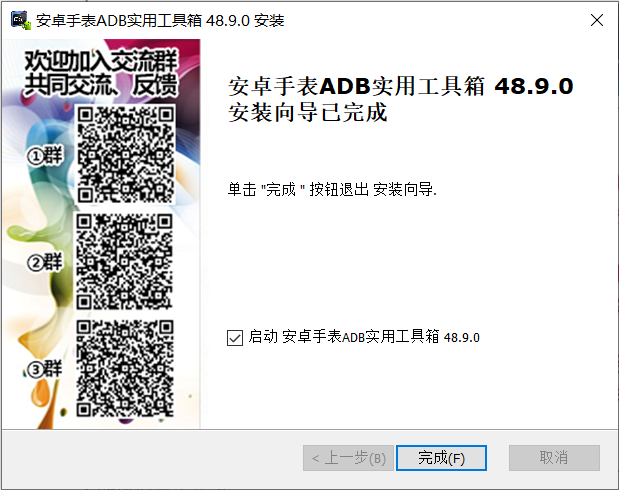 安卓手表ADB实用工具箱 48.9.0 安装
欢迎加入交流群
共同交流、反馈
①群
②群
③群
安卓手表ADB实用工具箱 48.9.0
安装向导已完成
单击 "完成 " 按钮退出 安装向导.
启动 安卓手表ADB实用工具箱 48.9.0
< 上一步(B)
完成(F)
取消